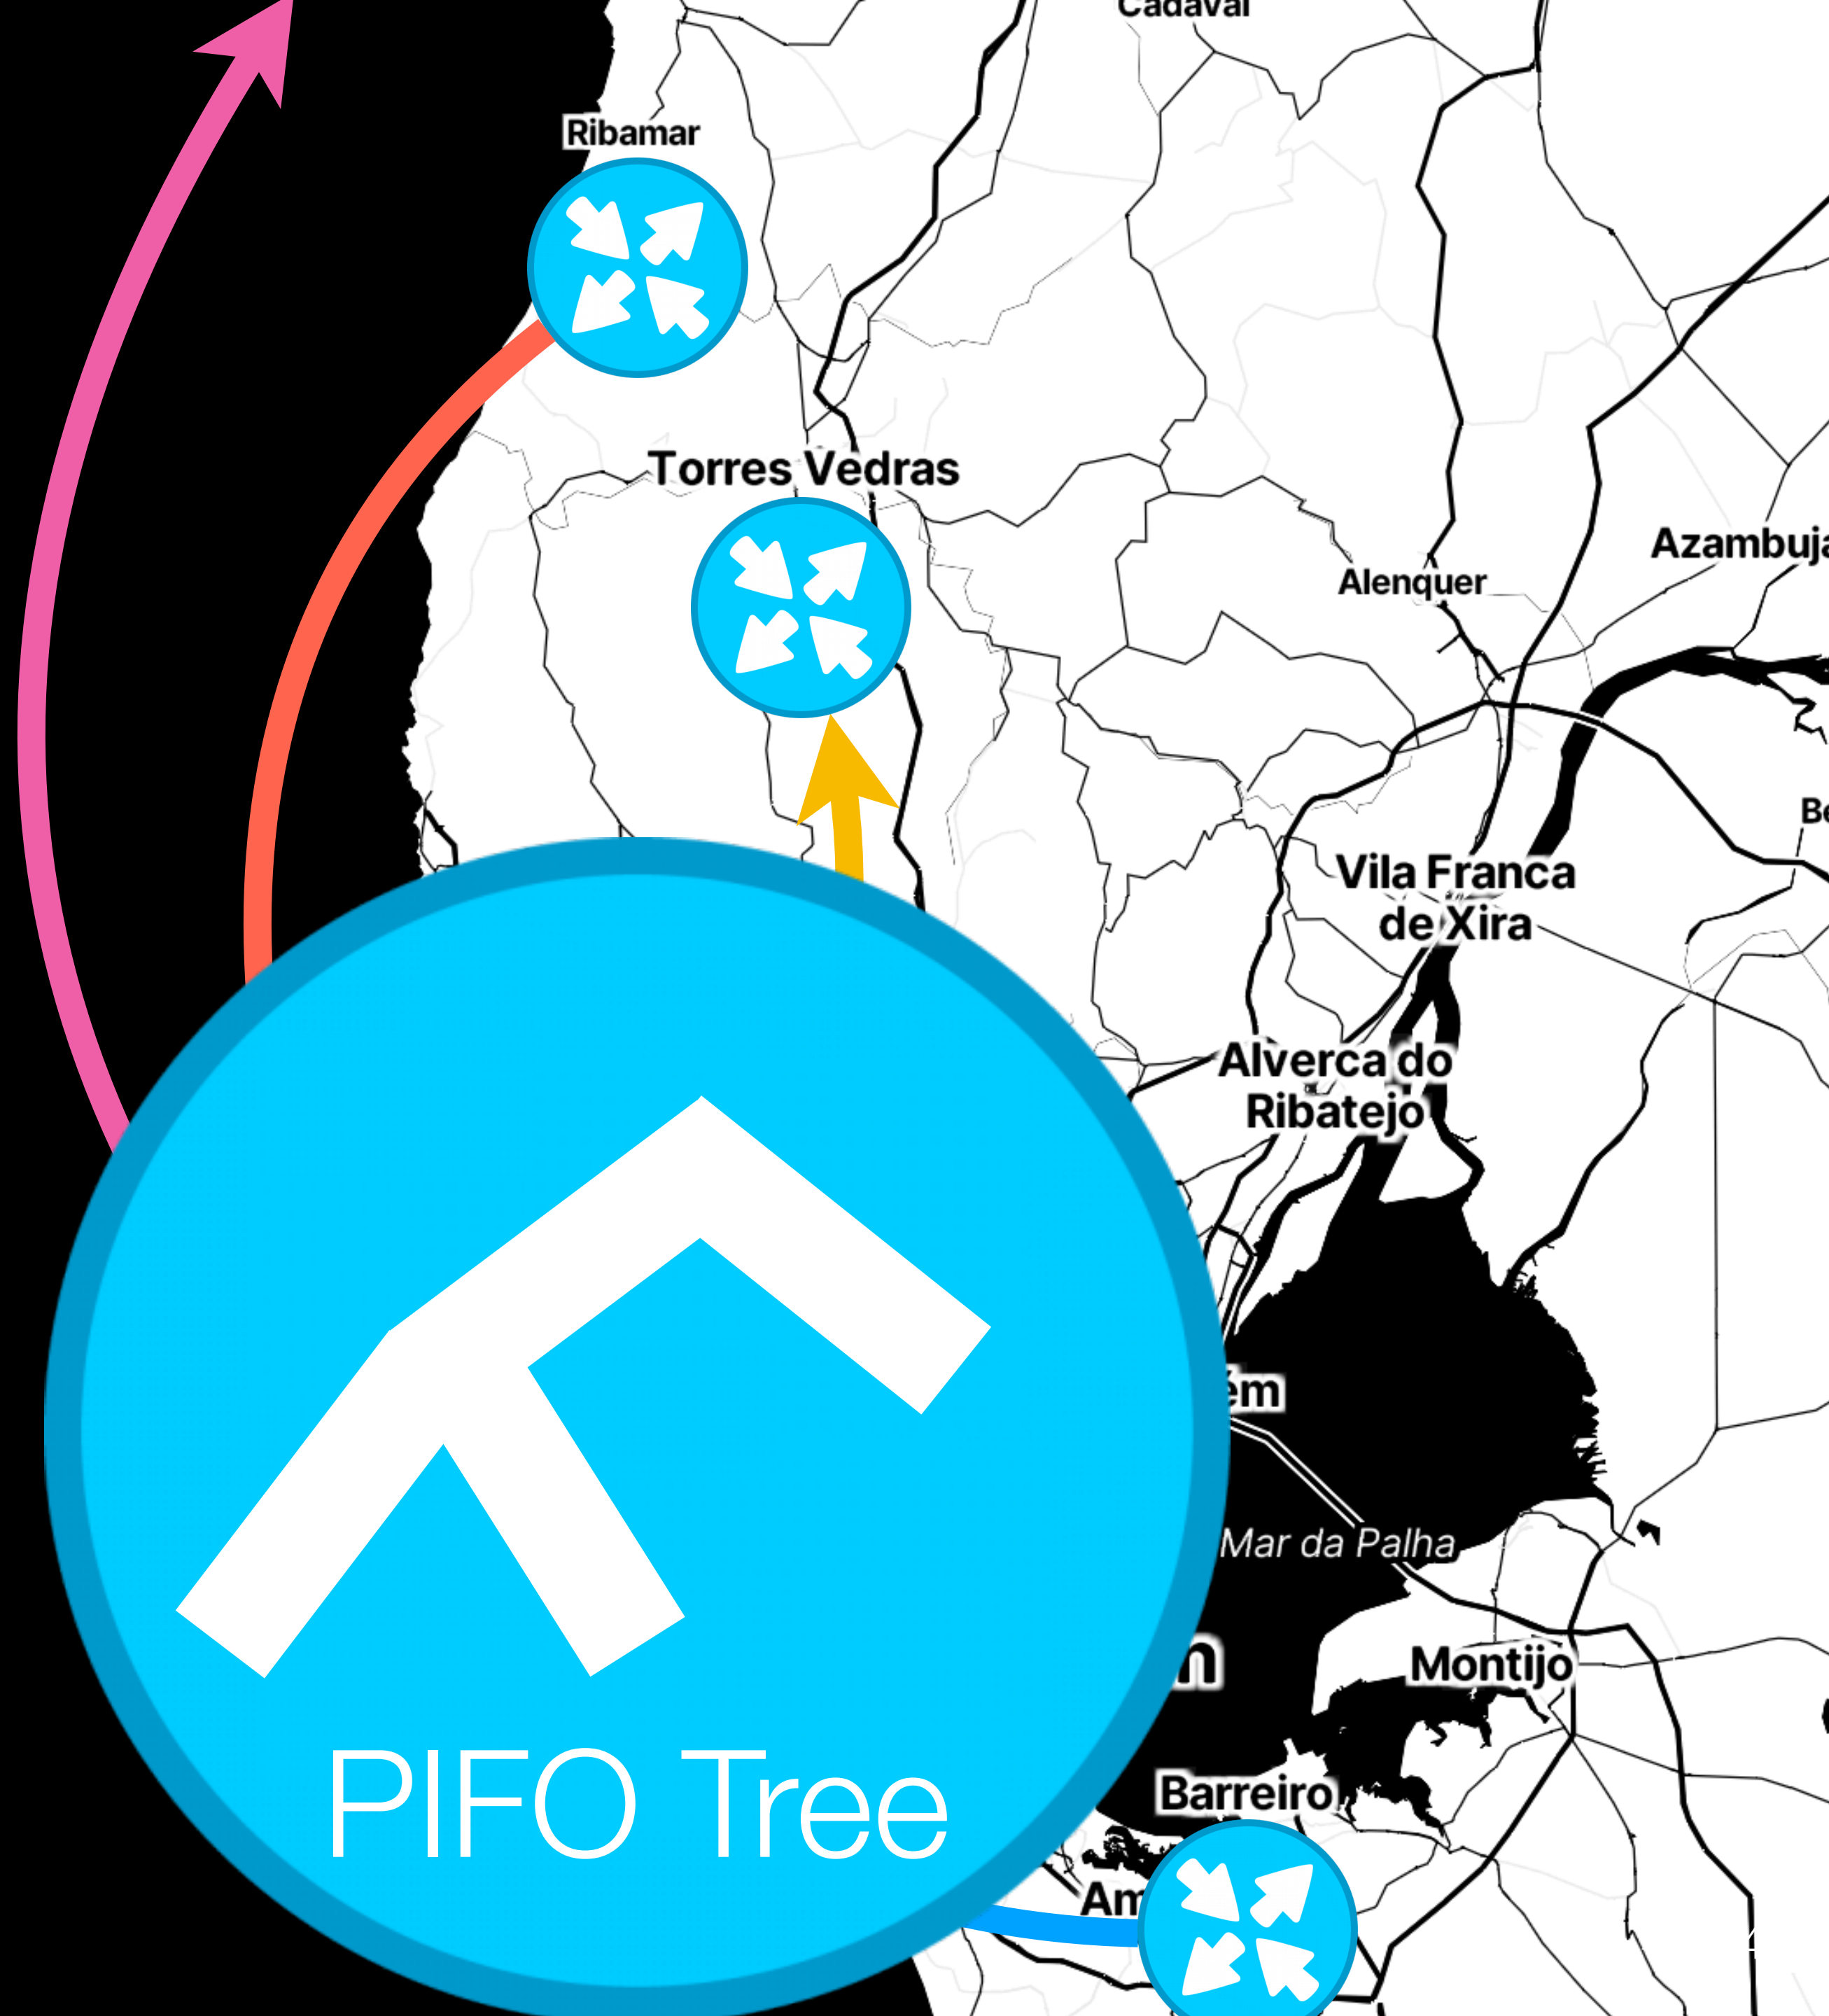 Cadaval
Ribamar
Torres Vedras
Azambuja
Alenquer
Vila Franca
de Xira
Alverca do
Ribatejo
Mar da Palha
Montijo
PIFO Tree
Barreiro